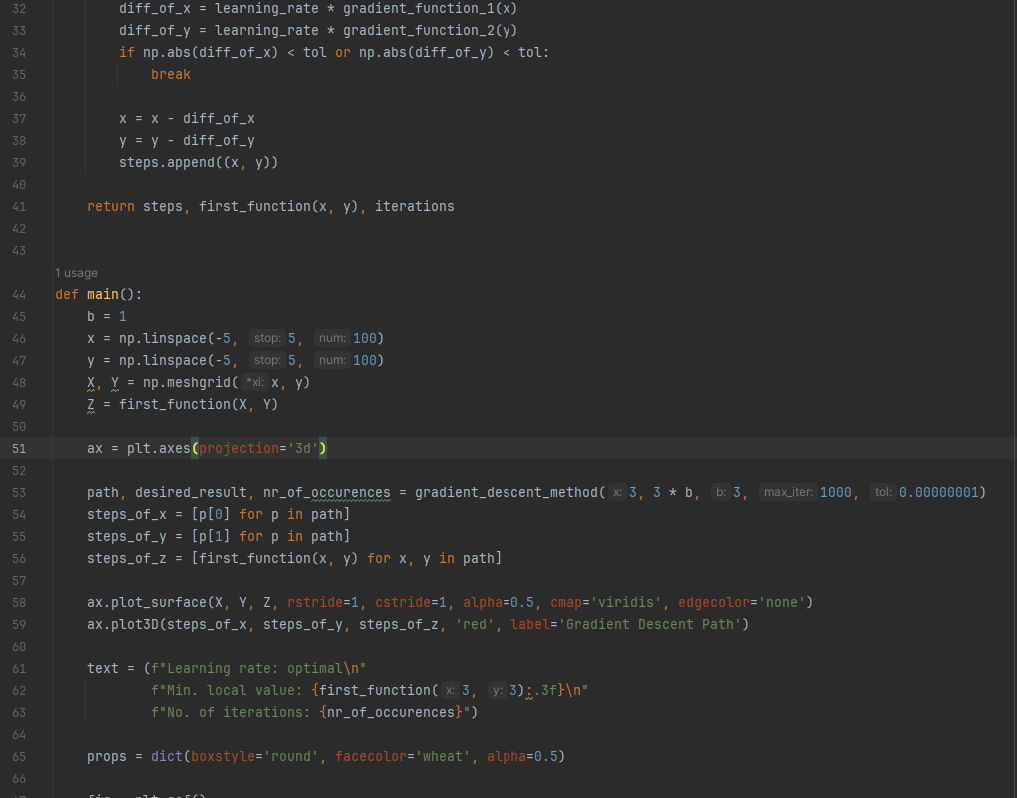 32 diff_of_x = learning_rate * gradient_function_1(x)
33 diff_of_y = learning_rate * gradient_function_2(y)
34 if np.abs(diff_of_x) < tol or np.abs(diff_of_y) < tol:
35 break
36
37 x = x - diff_of_x
38 y = y - diff_of_y
39 steps.append((x, y))
40
41 return steps, first_function(x, y), iterations
42
43
1 usage
44 def main():
45 b = 1
46 x = np.linspace(-5, stop: 5, num: 100)
47 y = np.linspace(-5, stop: 5, num: 100)
48 X, Y = np.meshgrid( *xi: x, y)
49 Z = first_function(X, Y)
50
51 ax = plt.axes(projection='3d')
52
53 path, desired_result, nr_of_occurences = gradient_descent_method( x: 3, 3 * b, b: 3, max_iter: 1000, tol: 0.00000001)
54 steps_of_x = [p[0] for p in path]
55 steps_of_y = [p[1] for p in path]
56 steps_of_z = [first_function(x, y) for x, y in path]
57
58 ax.plot_surface(X, Y, Z, rstride=1, cstride=1, alpha=0.5, cmap='viridis', edgecolor='none')
59 ax.plot3D(steps_of_x, steps_of_y, steps_of_z, 'red', label='Gradient Descent Path')
60
61 text = (f"Learning rate: optimal\n"
62 f"Min. local value: {first_function( x: 3, y: 3):.3f}\n"
63 f"No. of iterations: {nr_of_occurences}")
64
65 props = dict(boxstyle='round', facecolor='wheat', alpha=0.5)
66